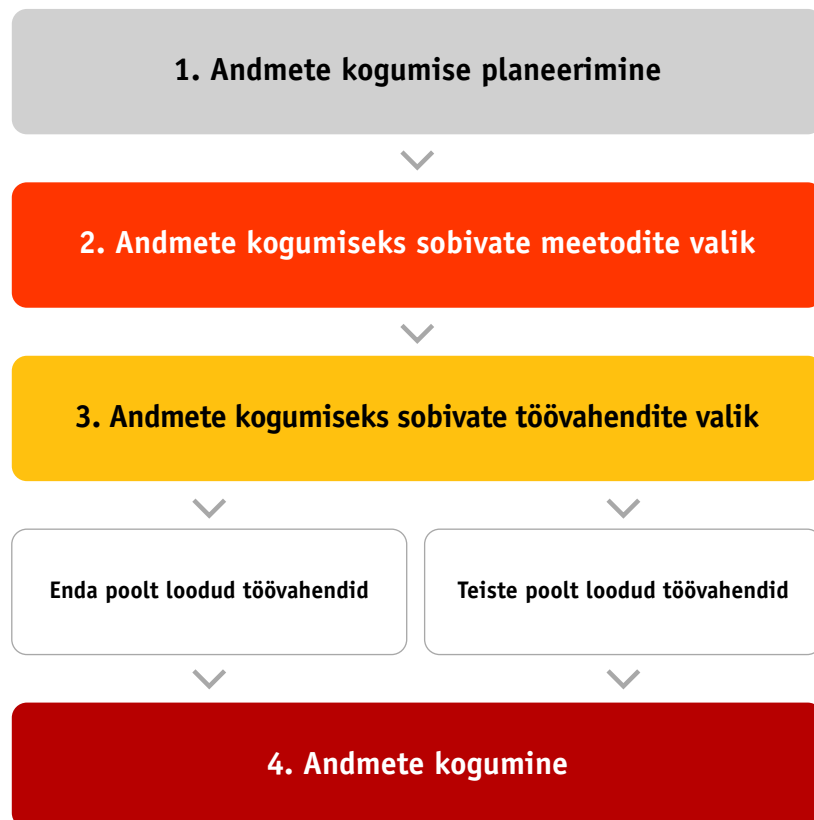 1. Andmete kogumise planeerimine
2. Andmete kogumiseks sobivate meetodite valik
3. Andmete kogumiseks sobivate töövahendite valik
Enda poolt loodud töövahendid
Teiste poolt loodud töövahendid
4. Andmete kogumine